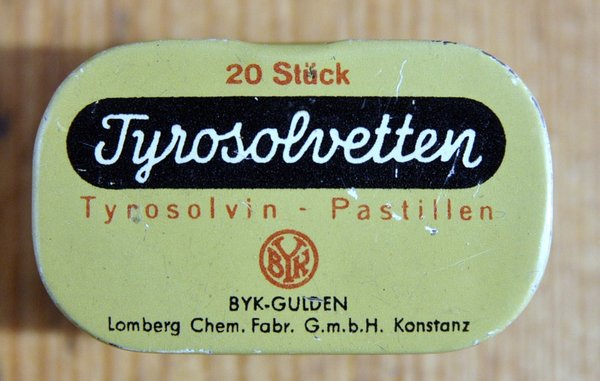 20 Stück
Tyrosolvetten
Tyrosolvin - Pastillen
BYK
BYK-GULDEN
Lomberg Chem. Fabr. G.m.b.H. Konstanz